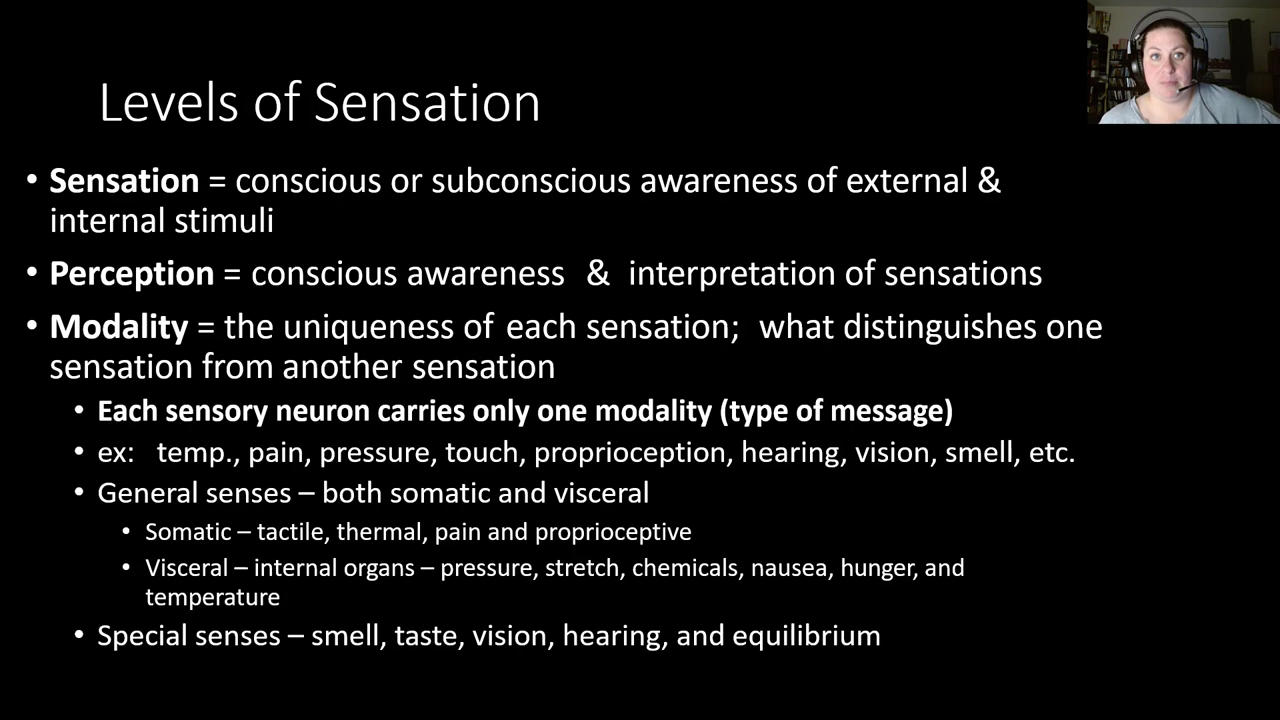 Levels of Sensation
• Sensation = conscious or subconscious awareness of external &
internal stimuli
• Perception = conscious awareness & interpretation of sensations
• Modality = the uniqueness of each sensation; what distinguishes one
sensation from another sensation
• Each sensory neuron carries only one modality (type of message)
• ex: temp., pain, pressure, touch, proprioception, hearing, vision, smell, etc.
• General senses – both somatic and visceral
• Somatic – tactile, thermal, pain and proprioceptive
• Visceral – internal organs – pressure, stretch, chemicals, nausea, hunger, and
temperature
• Special senses – smell, taste, vision, hearing, and equilibrium